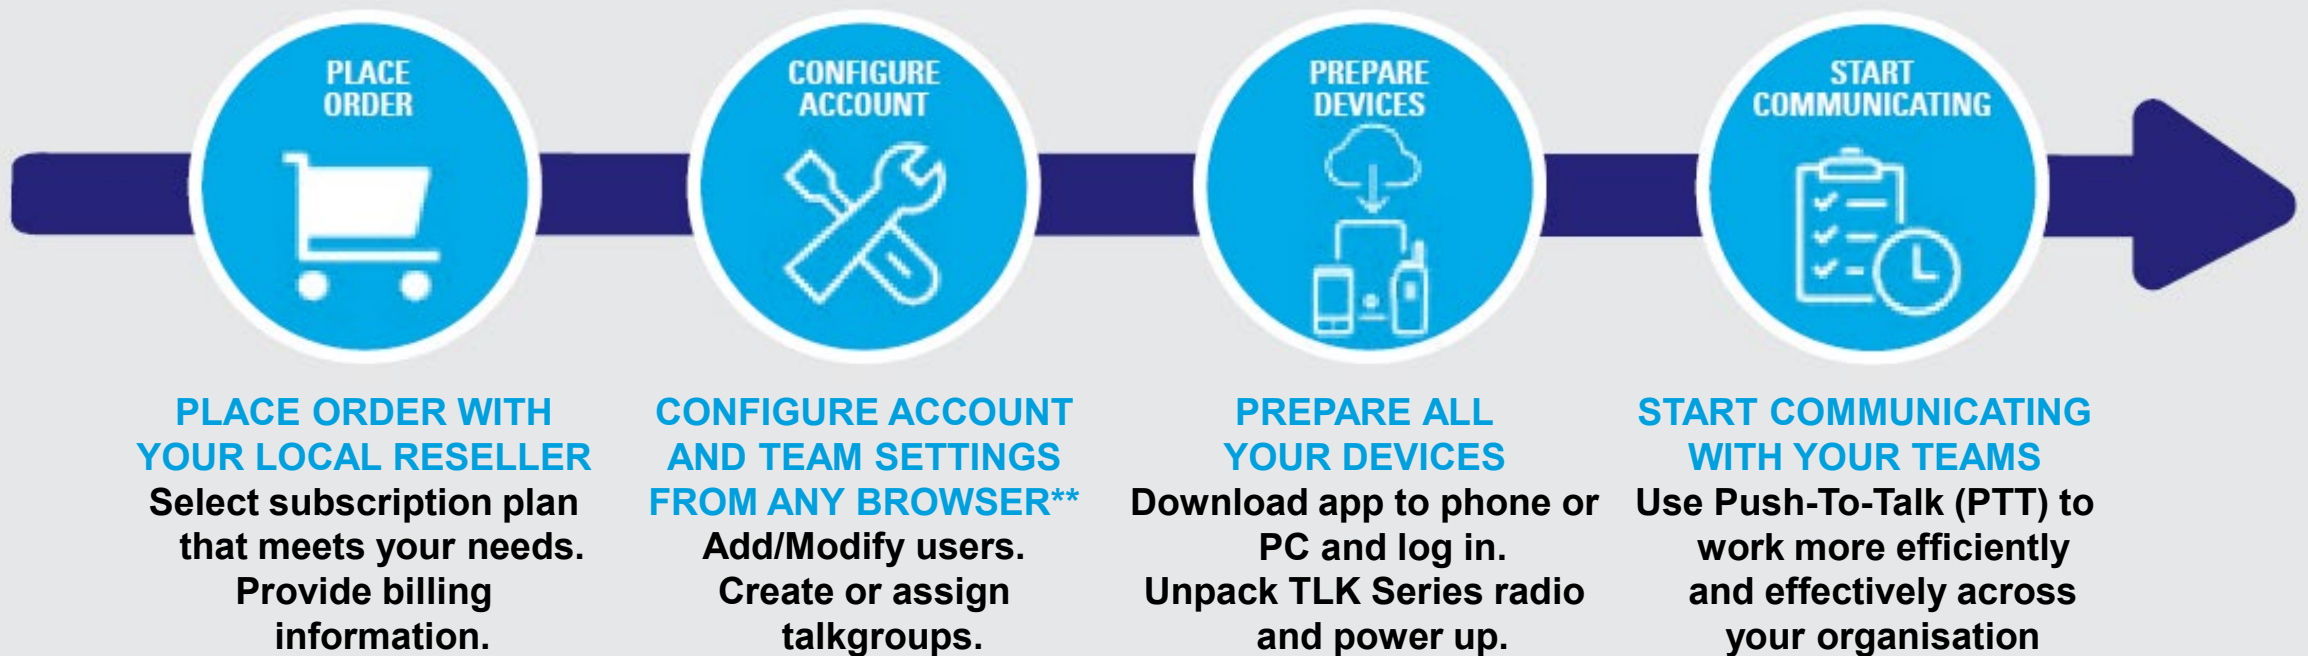 PLACE
ORDER
CONFIGURE
ACCOUNT
PREPARE
DEVICES
START
COMMUNICATING
PLACE ORDER WITH
YOUR LOCAL RESELLER
Select subscription plan
that meets your needs.
Provide billing
information.
CONFIGURE ACCOUNT
AND TEAM SETTINGS
FROM ANY BROWSER**
Add/Modify users.
Create or assign
talkgroups.
PREPARE ALL
YOUR DEVICES
Download app to phone or
PC and log in.
Unpack TLK Series radio
and power up.
START COMMUNICATING
WITH YOUR TEAMS
Use Push-To-Talk (PTT) to
work more efficiently
and effectively across
your organisation